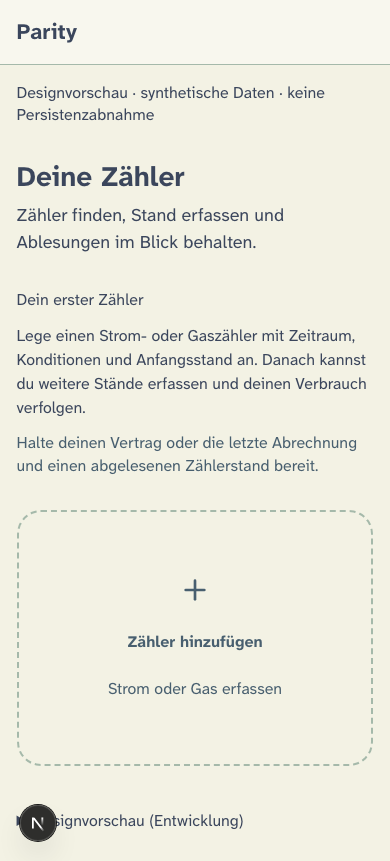 Parity
Designvorschau · synthetische Daten · keine
Persistenzabnahme
Deine Zähler
Zähler finden, Stand erfassen und
Ablesungen im Blick behalten.
Dein erster Zähler
Lege einen Strom- oder Gaszähler mit Zeitraum,
Konditionen und Anfangsstand an. Danach kannst
du weitere Stände erfassen und deinen Verbrauch
verfolgen.
Halte deinen Vertrag oder die letzte Abrechnung
und einen abgelesenen Zählerstand bereit.
Zähler hinzufügen
Strom oder Gas erfassen
N
signvorschau (Entwicklung)